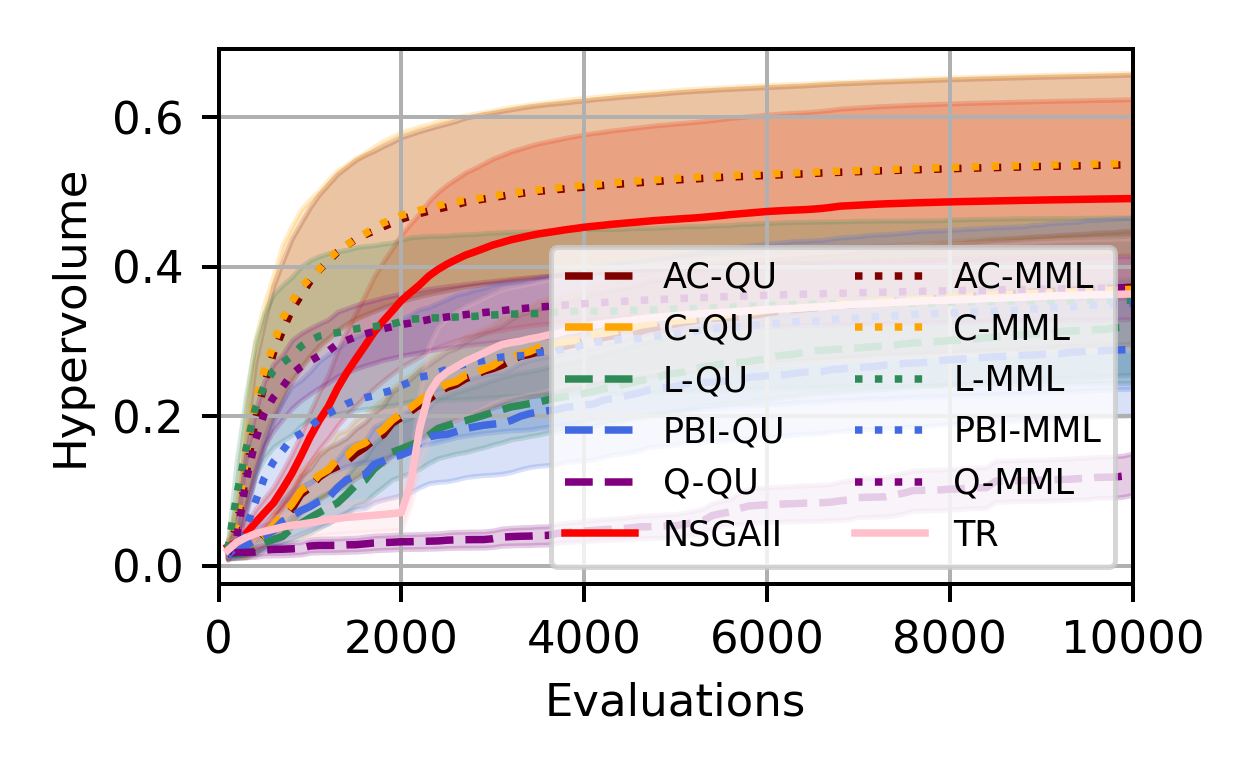 Hypervolume
0.6
0.4
0.2
0.0
AC-QU
C-QU
L-QU
PBI-QU
Q-QU
NSGAII
AC-MML
C-MML
L-MML
PBI-MML
Q-MML
TR
0 2000 4000 6000 8000 10000
Evaluations